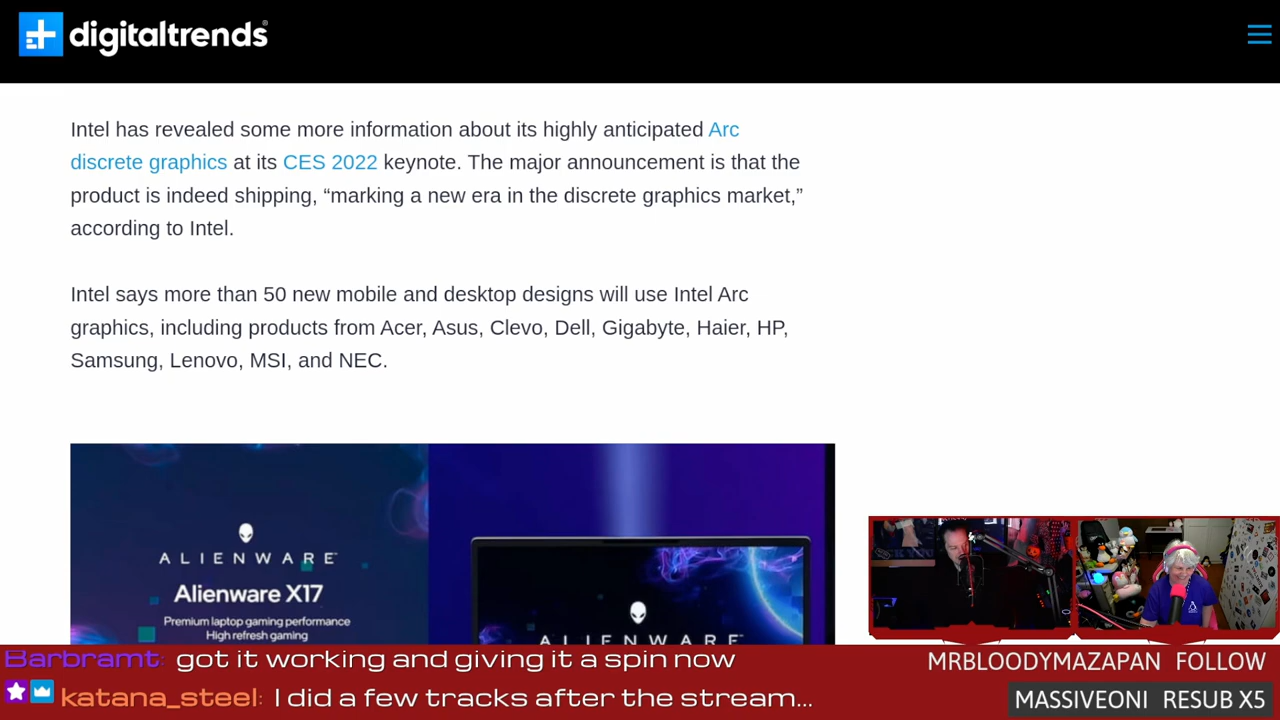 digitaltrends
Intel has revealed some more information about its highly anticipated Arc
discrete graphics at its CES 2022 keynote. The major announcement is that the
product is indeed shipping, “marking a new era in the discrete graphics market,”
according to Intel.
Intel says more than 50 new mobile and desktop designs will use Intel Arc
graphics, including products from Acer, Asus, Clevo, Dell, Gigabyte, Haier, HP,
Samsung, Lenovo, MSI, and NEC.
ALIENWARE
Alienware X17
Premium laptop gaming performance
High refresh gaming
ALIENWARE
Barbramt: got it working and giving it a spin now
katana_steel: I did a few tracks after the stream...
MRBLOODYMAZAPAN FOLLOW
MASSIVEONI RESUB X5